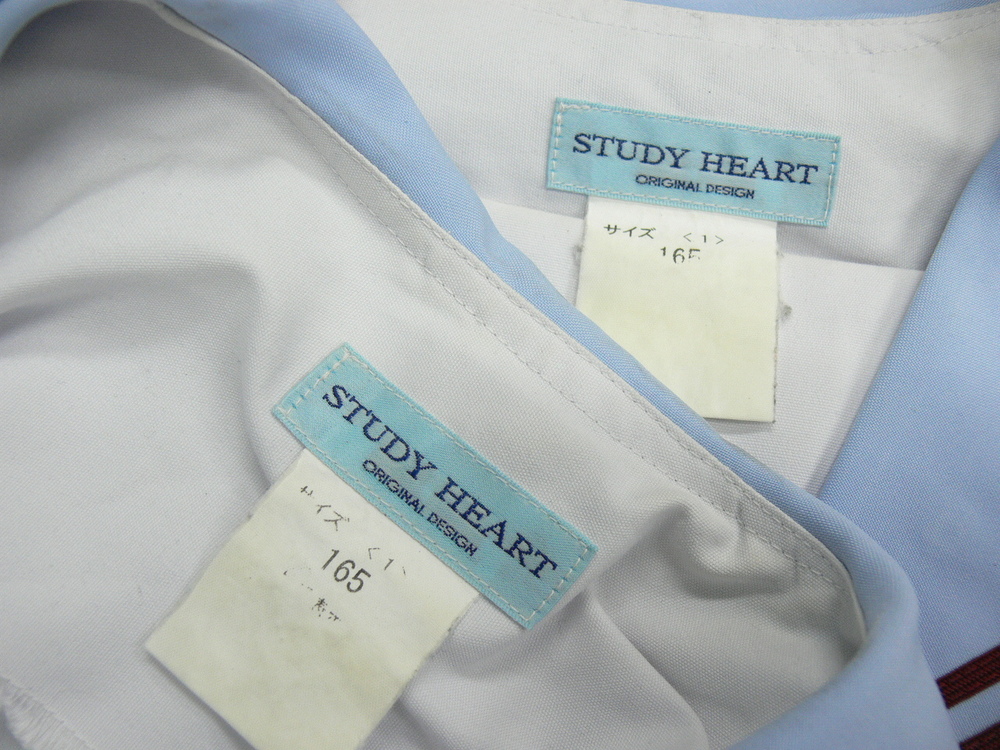 STUDY HEART
ORIGINAL DESIGN
サイズ <1>
165
STUDY HEART
ORIGINAL DESIGN
サイズ <1>
165